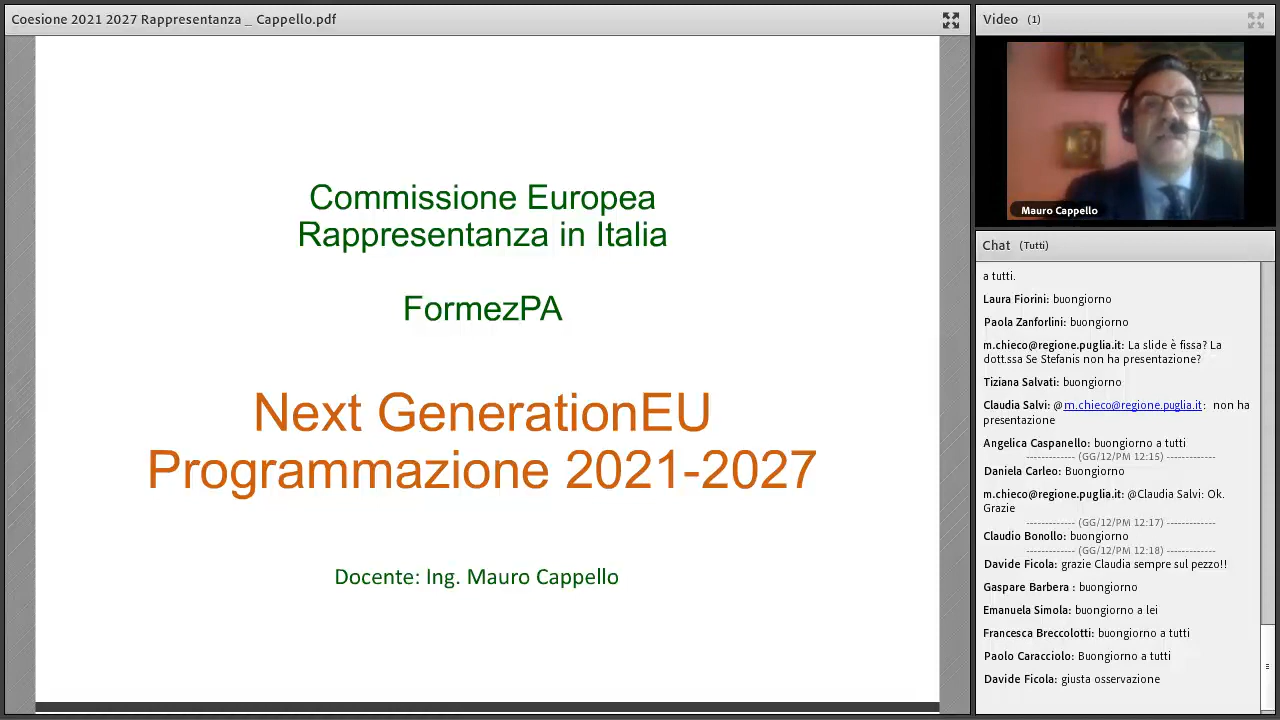 Coesione 2021 2027 Rappresentanza _ Cappello.pdf
Commissione Europea
Rappresentanza in Italia
FormezPA
Next GenerationEU
Programmazione 2021-2027
Docente: Ing. Mauro Cappello
Video (1)
Mauro Cappello
Chat (Tutti)
a tutti.
Laura Fiorini: buongiorno
Paola Zanforlini: buongiorno
m.chieco@regione.puglia.it: La slide è fissa? La
dott.ssa Se Stefanis non ha presentazione?
Tiziana Salvati: buongiorno
Claudia Salvi: @m.chieco@regione.puglia.it: non ha
presentazione
Angelica Caspanello: buongiorno a tutti
------------- (GG/12/PM 12:15) -------------
Daniela Carleo: Buongiorno
m.chieco@regione.puglia.it: @Claudia Salvi: Ok.
Grazie
------------- (GG/12/PM 12:17) -------------
Claudio Bonollo: buongiorno
------------- (GG/12/PM 12:18) -------------
Davide Ficola: grazie Claudia sempre sul pezzo!!
Gaspare Barbera : buongiorno
Emanuela Simola: buongiorno a lei
Francesca Breccolotti: buongiorno a tutti
Paolo Caracciolo: Buongiorno a tutti
Davide Ficola: giusta osservazione